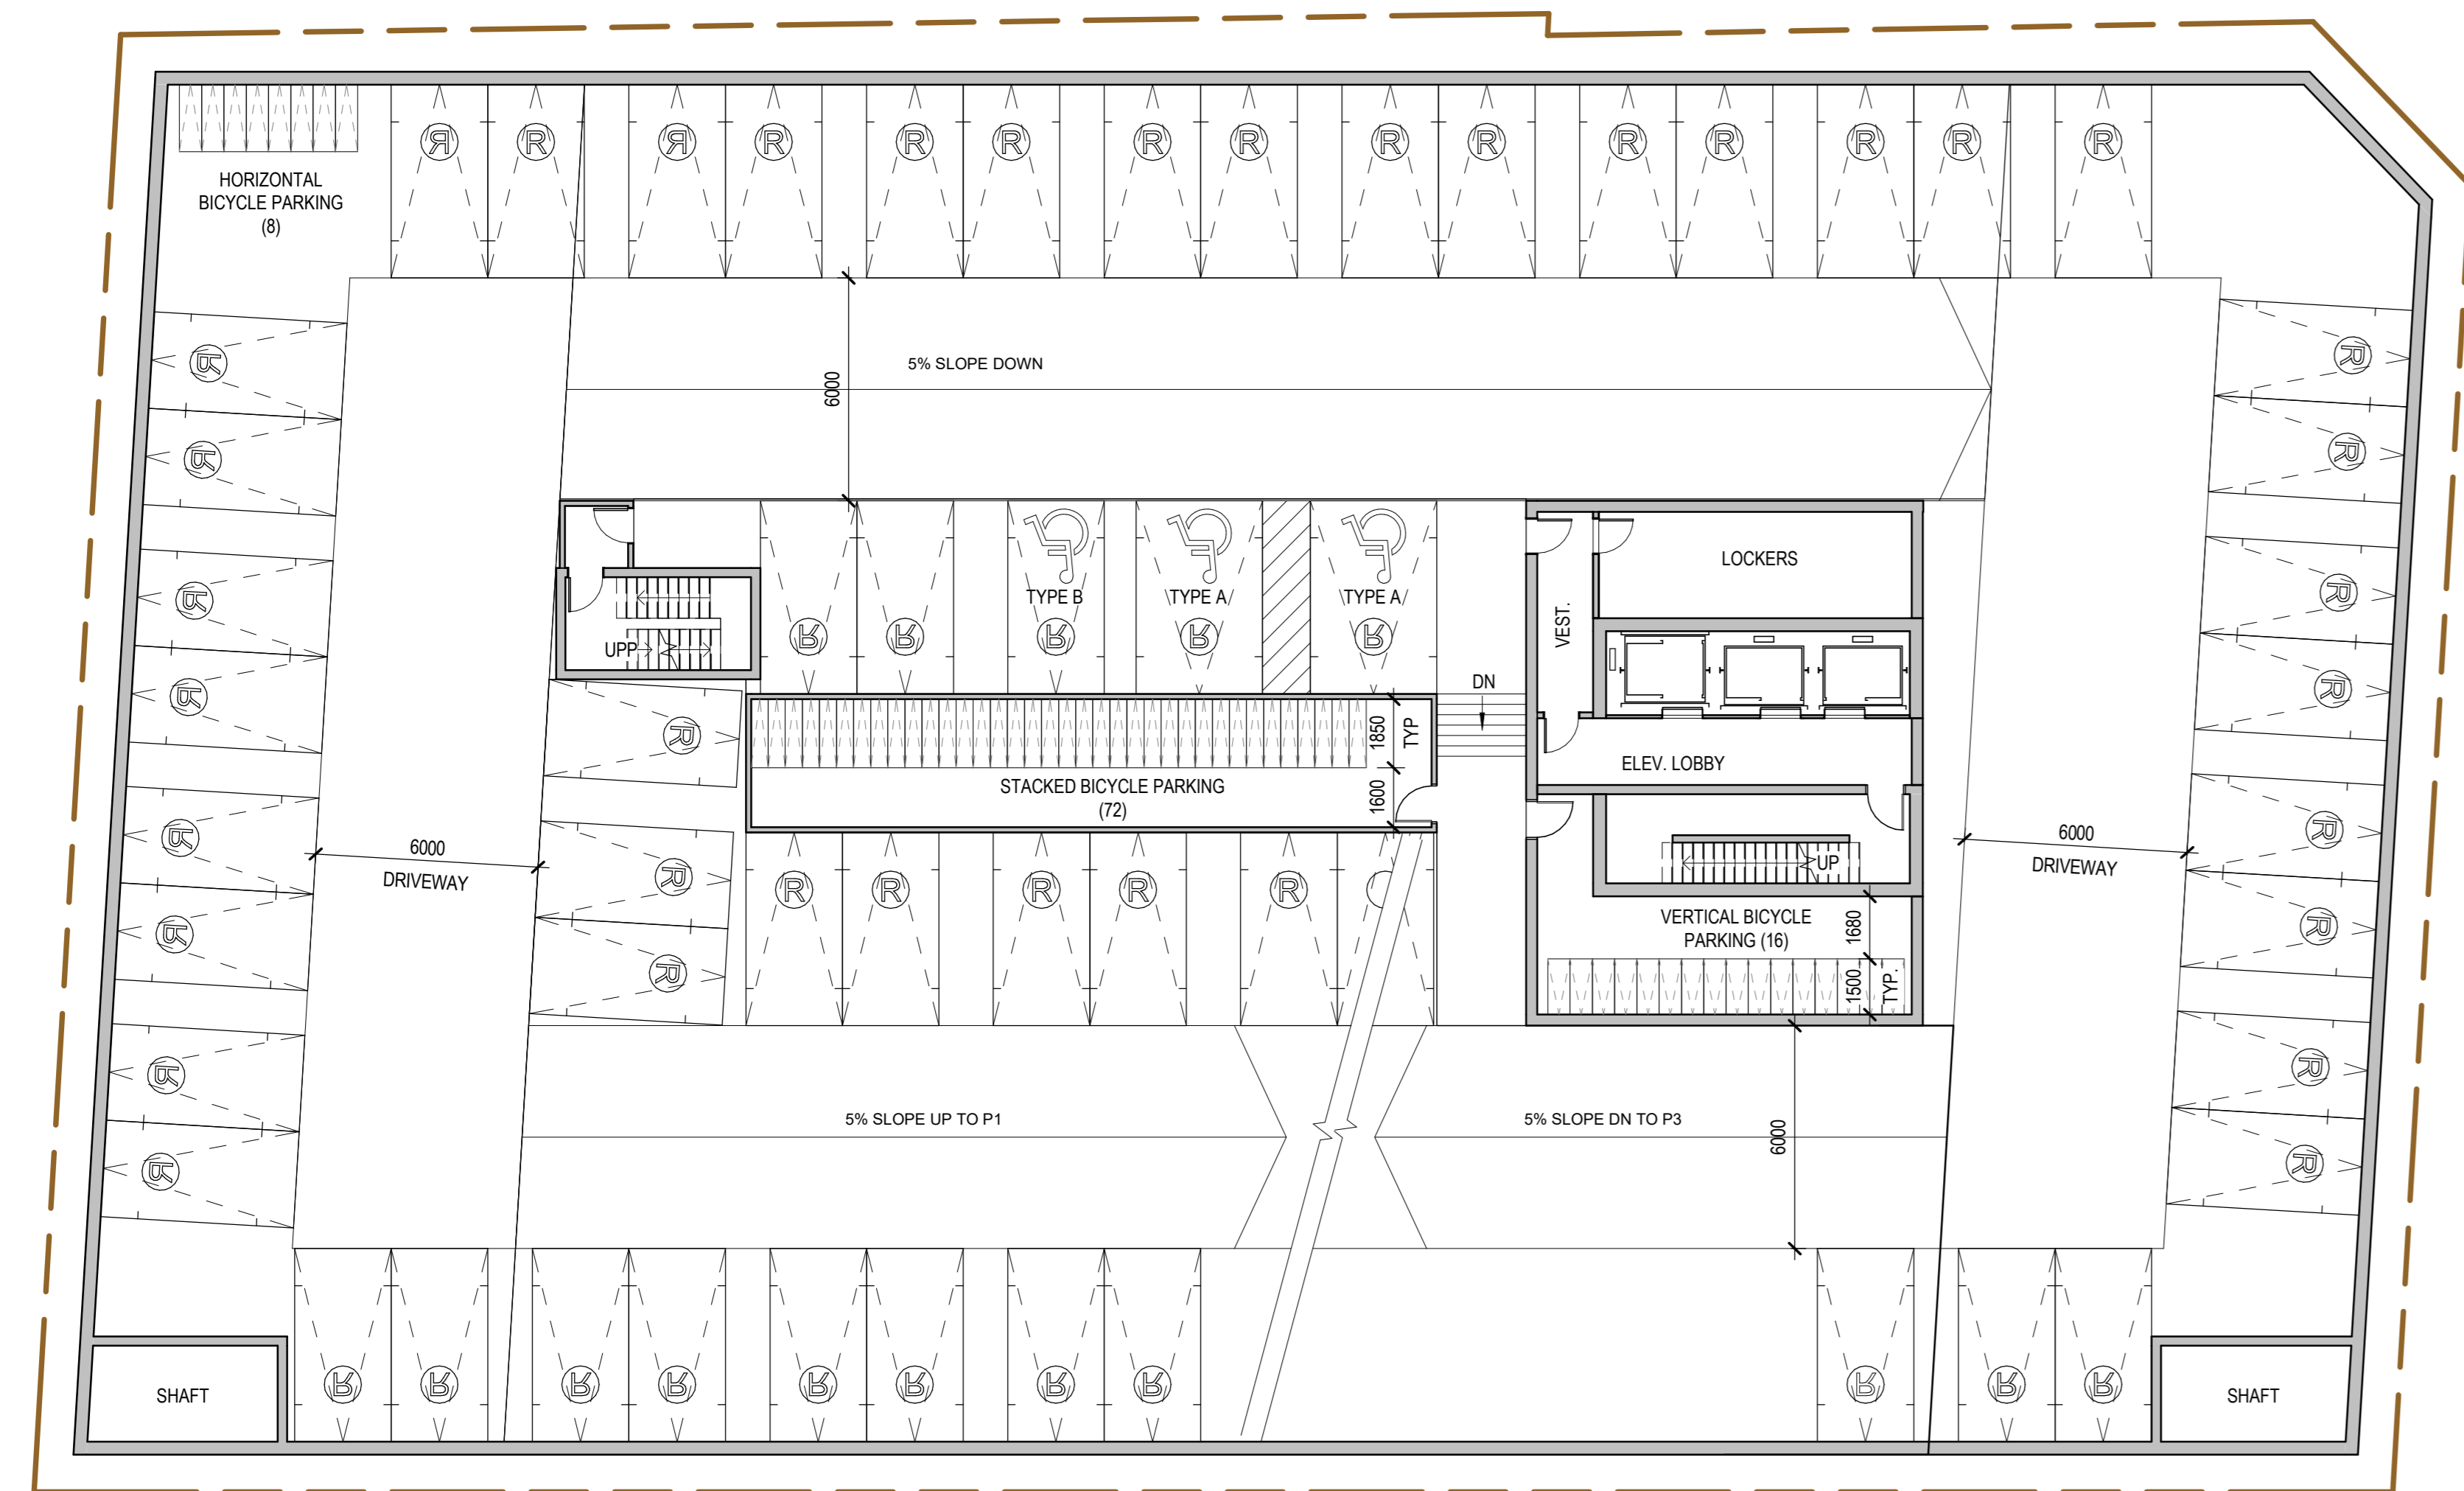 Я R Я R R R R R R R R R R R R
HORIZONTAL
BICYCLE PARKING
(8)
R
R
5% SLOPE DOWN
6000
R
R
LOCKERS
TYPE B
TYPE A
TYPE A
R
R
R
R
VEST.
R R R R R
UPP
R
R
DN
R
1850
TYP
ELEV. LOBBY
STACKED BICYCLE PARKING
(72)
1600
R
R
6000
DRIVEWAY
6000
DRIVEWAY
UP
R
R
R R R R R
VERTICAL BICYCLE
PARKING (16)
1680
R
R
R
1500
TYP.
R
R
5% SLOPE UP TO P1
5% SLOPE DN TO P3
6000
R
R
SHAFT
R R R R R R R R
R R R
SHAFT